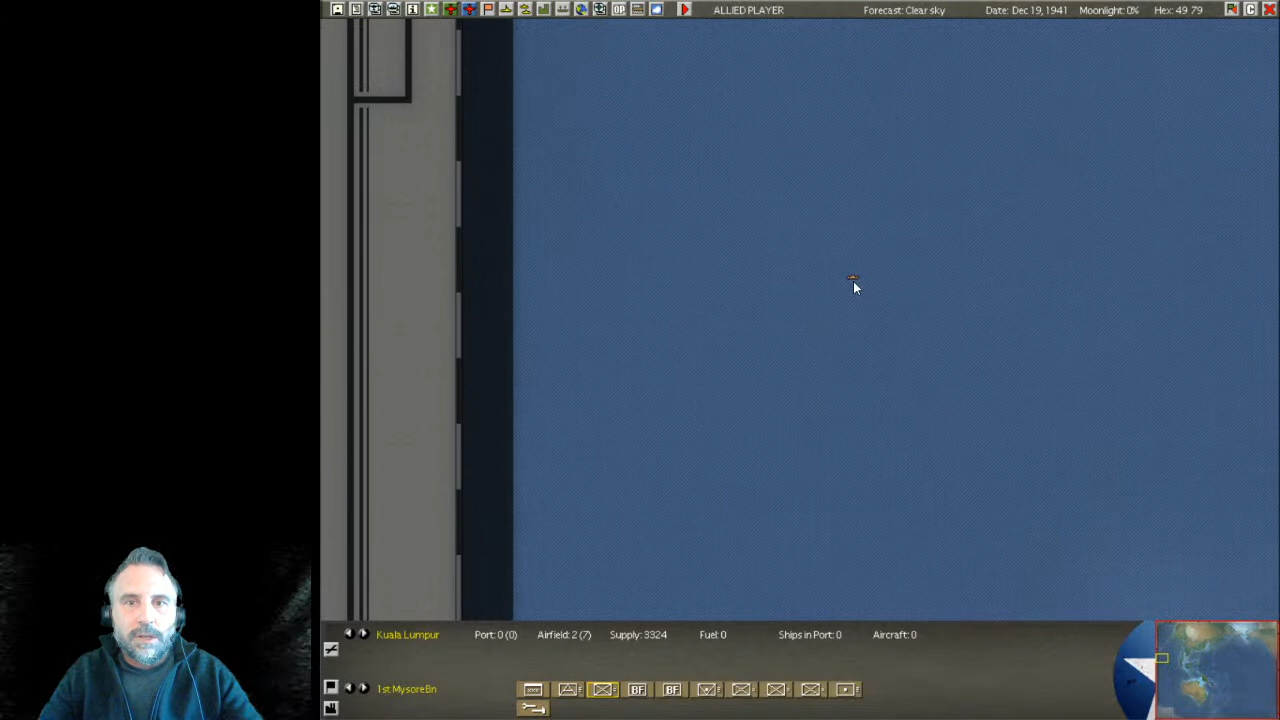 ALLIED PLAYER Forecast: Clear sky Date: Dec 19, 1941 Moonlight: 0% Hex: 49 79
Kuala Lumpur Port: 0 (0) Airfield: 2 (7) Supply: 3324 Fuel: 0 Ships in Port: 0 Aircraft: 0
1st MysoreBn BF BF